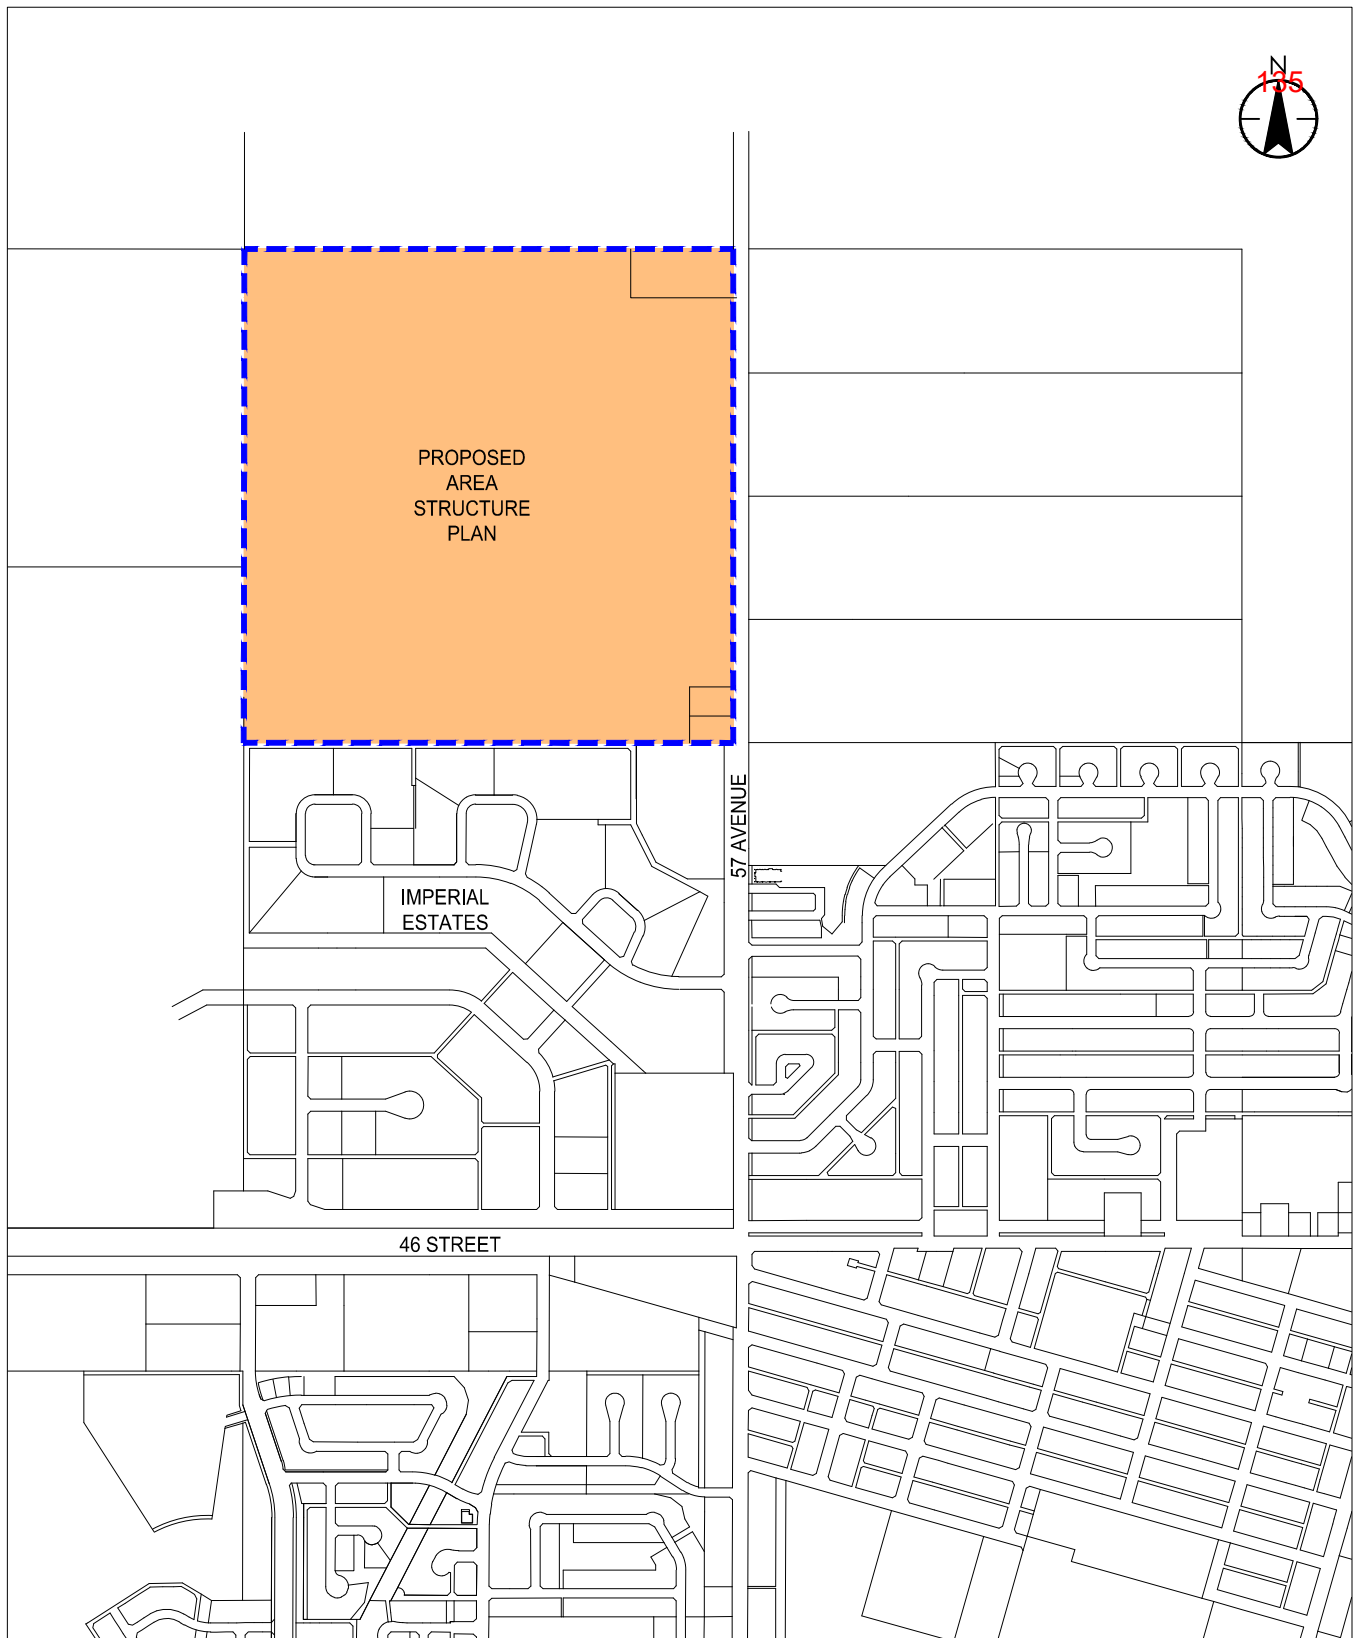 N
135
PROPOSED
AREA
STRUCTURE
PLAN
57 AVENUE
IMPERIAL
ESTATES
46 STREET